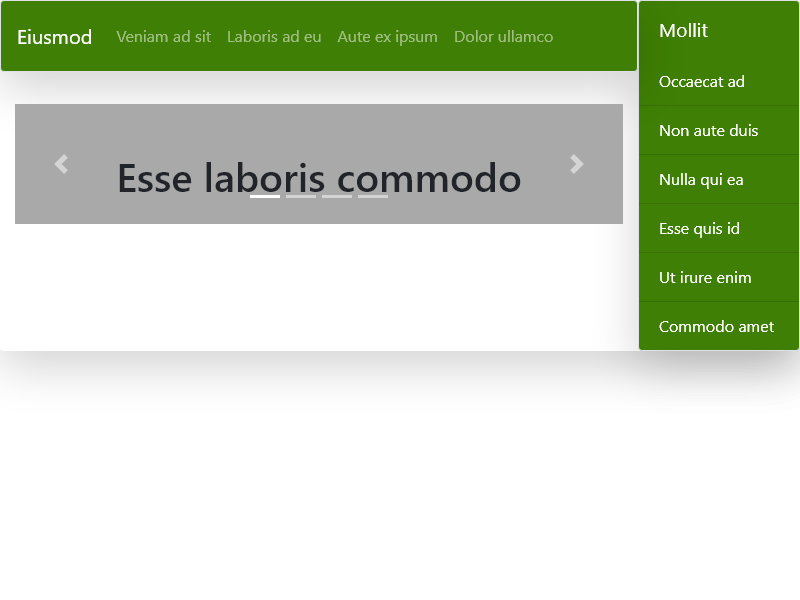 Eiusmod Veniam ad sit Laboris ad eu Aute ex ipsum Dolor ullamco
Esse laboris commodo
Mollit
Occaecat ad
Non aute duis
Nulla qui ea
Esse quis id
Ut irure enim
Commodo amet